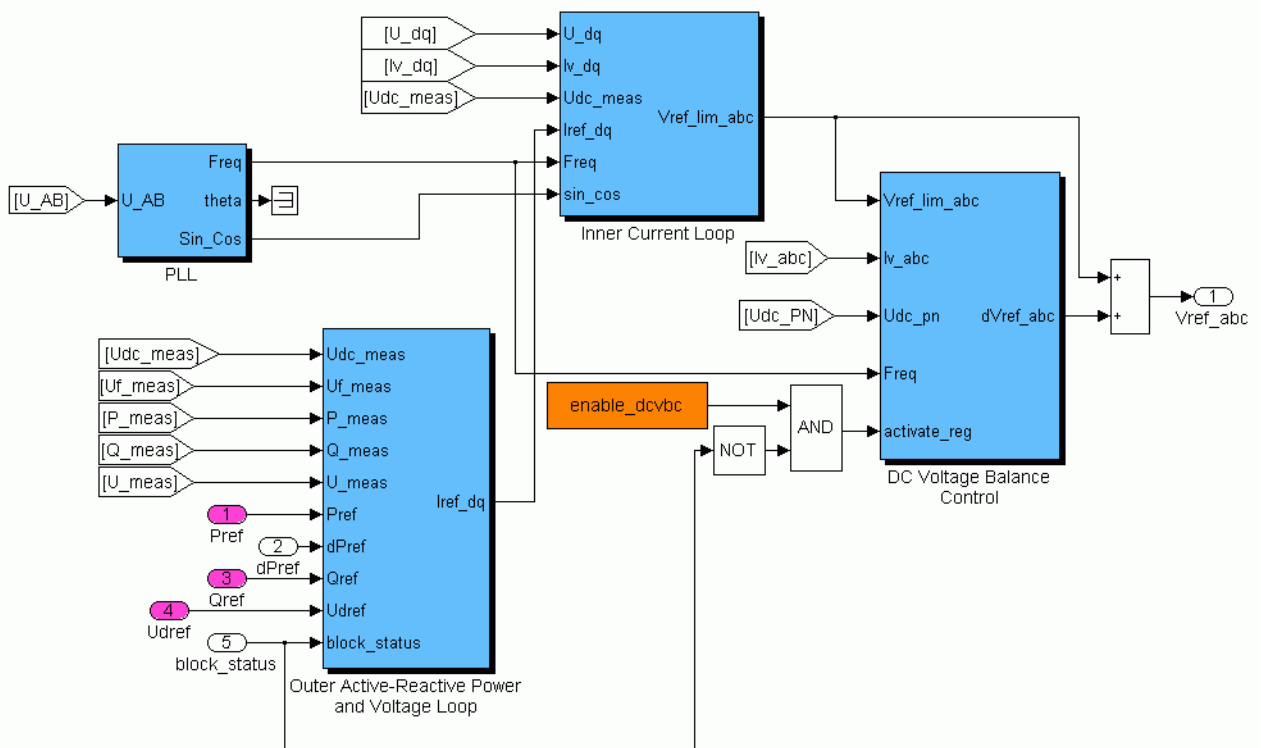 [U_dq]
[Iv_dq]
[Udc_meas]
U_dq
Iv_dq
Udc_meas
Iref_dq
Freq
sin_cos
Vref_lim_abc
Inner Current Loop
[U_AB]
U_AB
Freq
theta
Sin_Cos
PLL
[Iv_abc]
[Udc_PN]
Vref_lim_abc
Iv_abc
Udc_pn
Freq
activate_reg
dVref_abc
DC Voltage Balance
Control
+
+
1
Vref_abc
enable_dcvbc
NOT
AND
[Udc_meas]
[Uf_meas]
[P_meas]
[Q_meas]
[U_meas]
1
Pref
2
dPref
3
Qref
4
Udref
5
block_status
Udc_meas
Uf_meas
P_meas
Q_meas
U_meas
Pref
dPref
Qref
Udref
block_status
Iref_dq
Outer Active-Reactive Power
and Voltage Loop